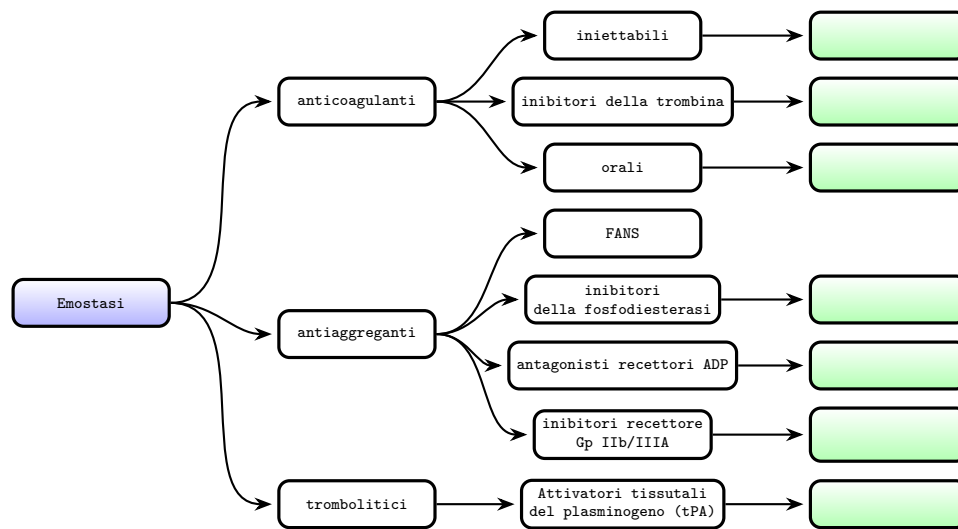 iniettabili
anticoagulanti
inibitori della trombina
orali
FANS
Emostasi
inibitori
della fosfodiesterasi
antiaggreganti
antagonisti recettori ADP
inibitori recettore
Gp IIb/IIIA
trombolitici
Attivatori tissutali
del plasminogeno (tPA)